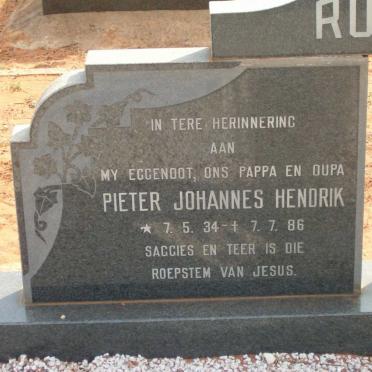 RO
IN TERE HERINNERING
AAN
MY EGGENOOT, ONS PAPPA EN OUPA
PIETER JOHANNES HENDRIK
* 7. 5. 34 - † 7. 7. 86
SAGGIES EN TEER IS DIE
ROEPSTEM VAN JESUS.